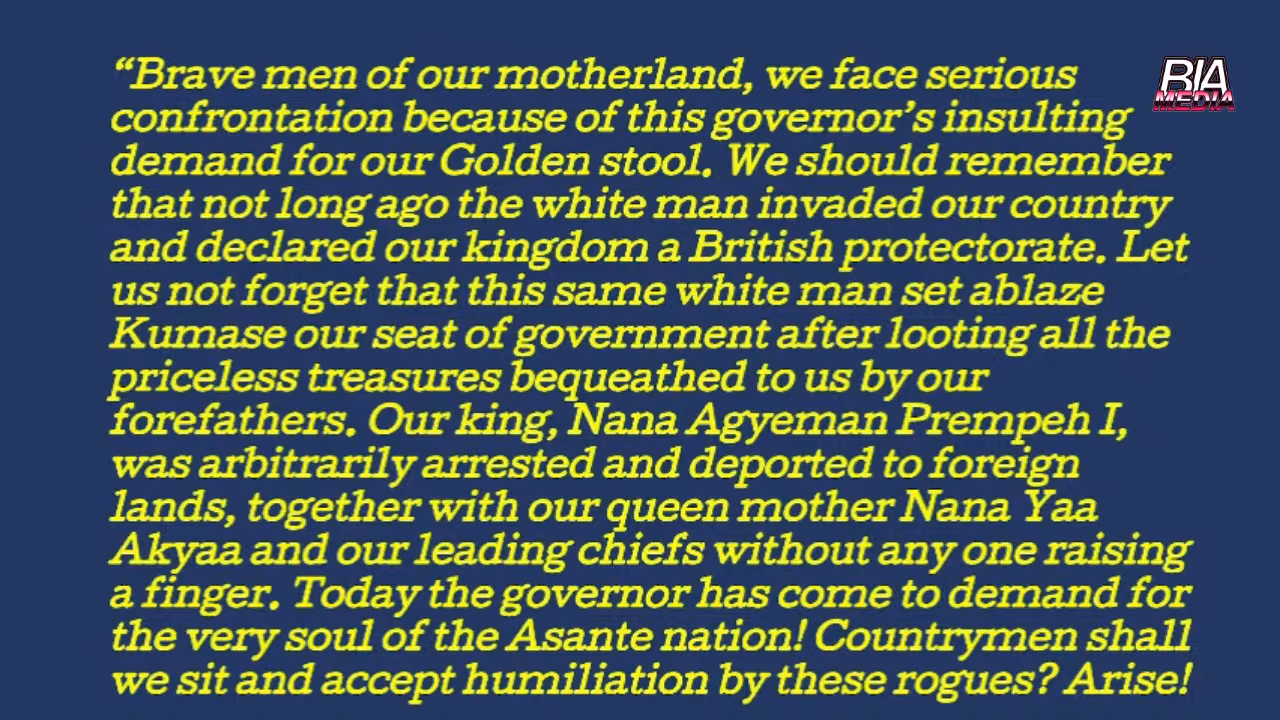 “Brave men of our motherland, we face serious
confrontation because of this governor’s insulting
demand for our Golden stool. We should remember
that not long ago the white man invaded our country
and declared our kingdom a British protectorate. Let
us not forget that this same white man set ablaze
Kumase our seat of government after looting all the
priceless treasures bequeathed to us by our
forefathers. Our king, Nana Agyeman Prempeh I,
was arbitrarily arrested and deported to foreign
lands, together with our queen mother Nana Yaa
Akyaa and our leading chiefs without any one raising
a finger. Today the governor has come to demand for
the very soul of the Asante nation! Countrymen shall
we sit and accept humiliation by these rogues? Arise!
BIA
MEDIA